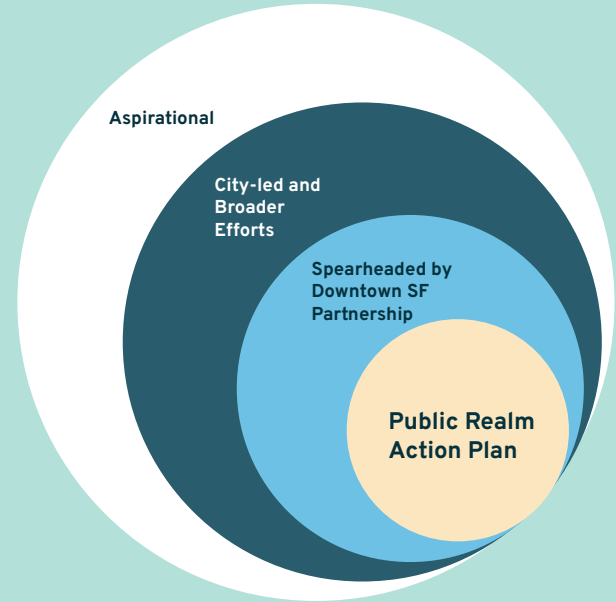 Aspirational
City-led and
Broader
Efforts
Spearheaded by
Downtown SF
Partnership
Public Realm
Action Plan